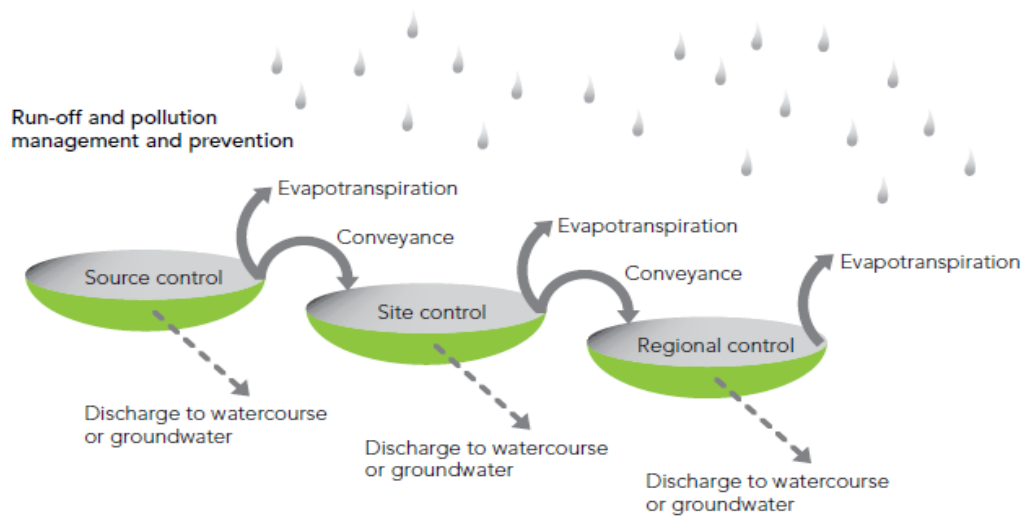 Run-off and pollution
management and prevention
Evapotranspiration
Conveyance
Source control
Discharge to watercourse
or groundwater
Evapotranspiration
Conveyance
Site control
Discharge to watercourse
or groundwater
Evapotranspiration
Regional control
Discharge to watercourse
or groundwater